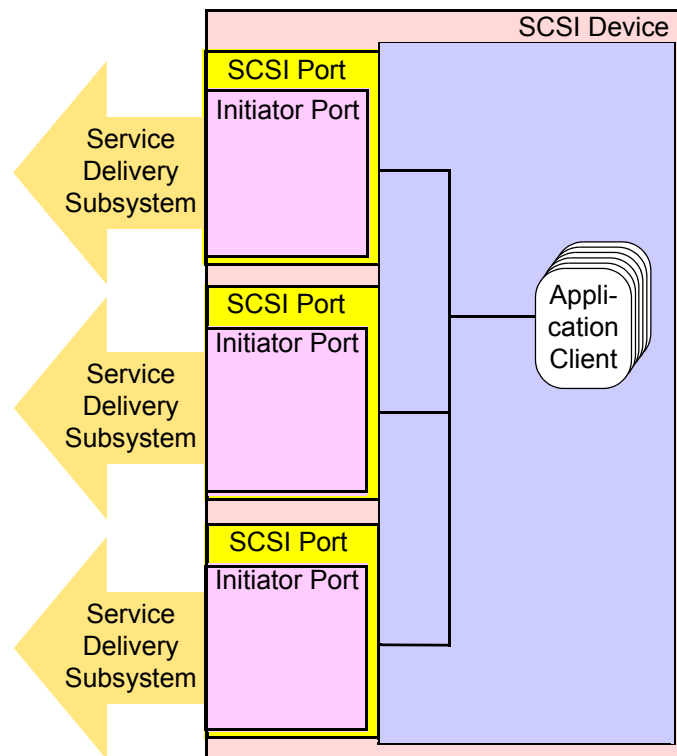 SCSI Device
SCSI Port
Initiator Port
Service
Delivery
Subsystem
SCSI Port
Initiator Port
Service
Delivery
Subsystem
Appli-
cation
Client
SCSI Port
Initiator Port
Service
Delivery
Subsystem